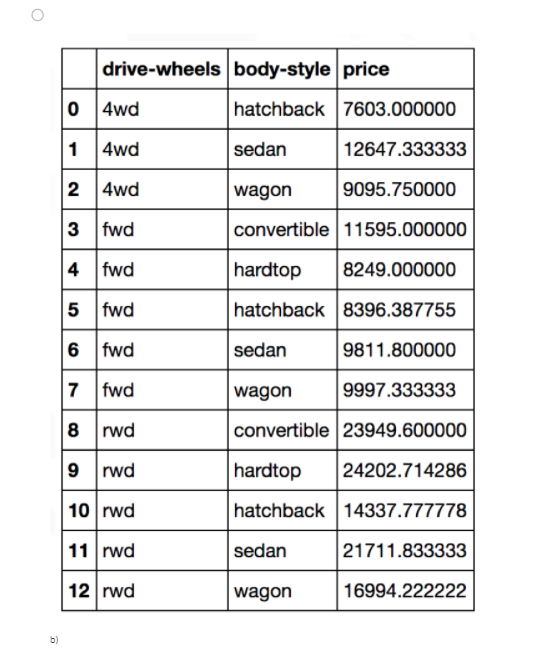 drive-wheels body-style price
0 4wd hatchback 7603.000000
1 4wd sedan 12647.333333
2 4wd wagon 9095.750000
3 fwd convertible 11595.000000
4 fwd hardtop 8249.000000
5 fwd hatchback 8396.387755
6 fwd sedan 9811.800000
7 fwd wagon 9997.333333
8 rwd convertible 23949.600000
9 rwd hardtop 24202.714286
10 rwd hatchback 14337.777778
11 rwd sedan 21711.833333
12 rwd wagon 16994.222222
b)